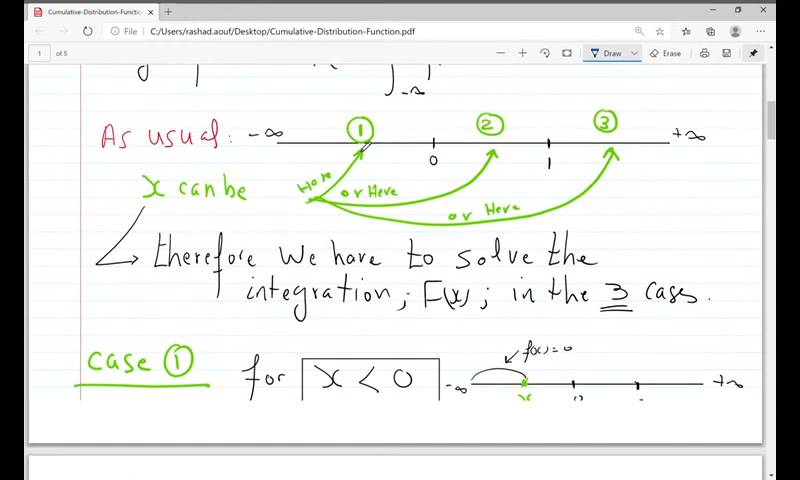 Cumulative-Distribution-Function.pdf
File C:/Users/rashad.aouf/Desktop/Cumulative-Distribution-Function.pdf
1 of 5 Draw Erase
-∞
As usual: -∞ ① ② ③ +∞
0 1
x can be Here or Here
or Here
therefore We have to solve the
integration; F(x); in the 3 cases.
f(x)=0
case ① for x < 0 -∞ +∞
x